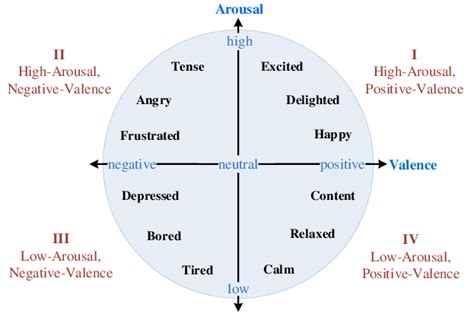 Arousal
high
II
High-Arousal,
Negative-Valence
I
High-Arousal,
Positive-Valence
Tense
Excited
Angry
Delighted
Frustrated
Happy
negative
neutral
positive
Valence
Depressed
Content
Bored
Relaxed
Tired
Calm
III
Low-Arousal,
Negative-Valence
IV
Low-Arousal,
Positive-Valence
low